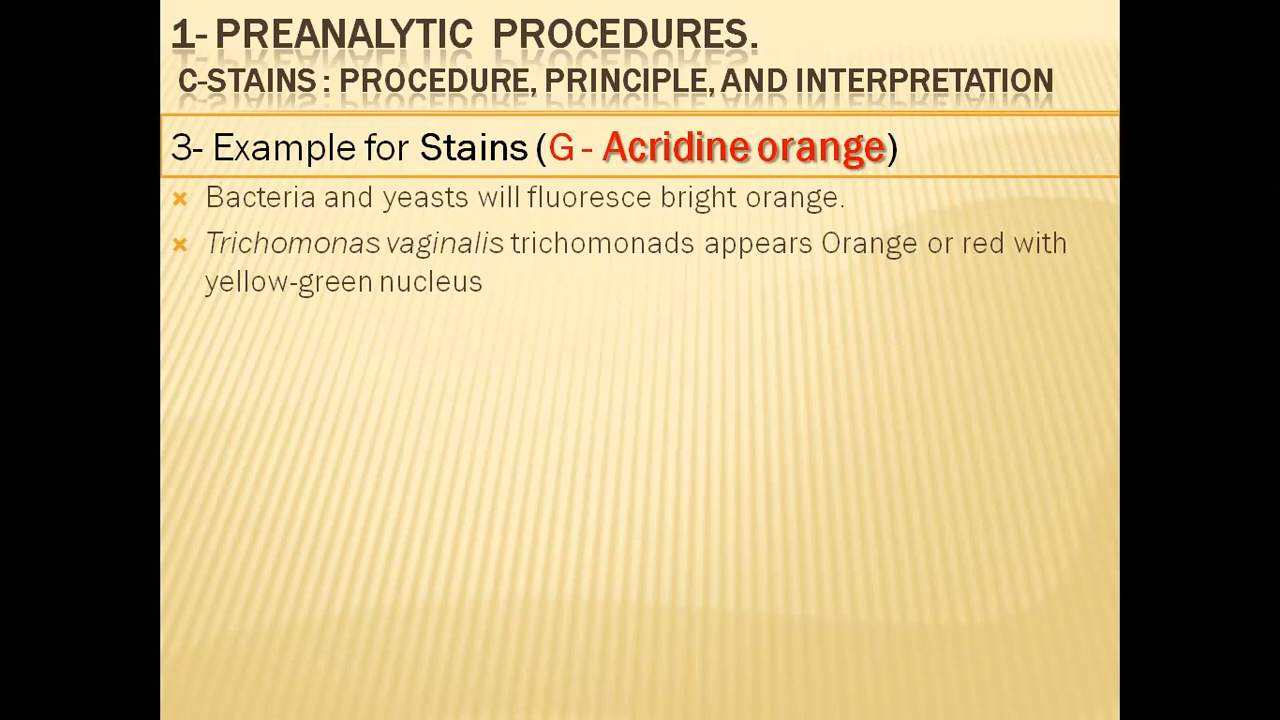 1- PREANALYTIC PROCEDURES.
C-STAINS : PROCEDURE, PRINCIPLE, AND INTERPRETATION
3- Example for Stains (G - Acridine orange)
Bacteria and yeasts will fluoresce bright orange.
Trichomonas vaginalis trichomonads appears Orange or red with
yellow-green nucleus